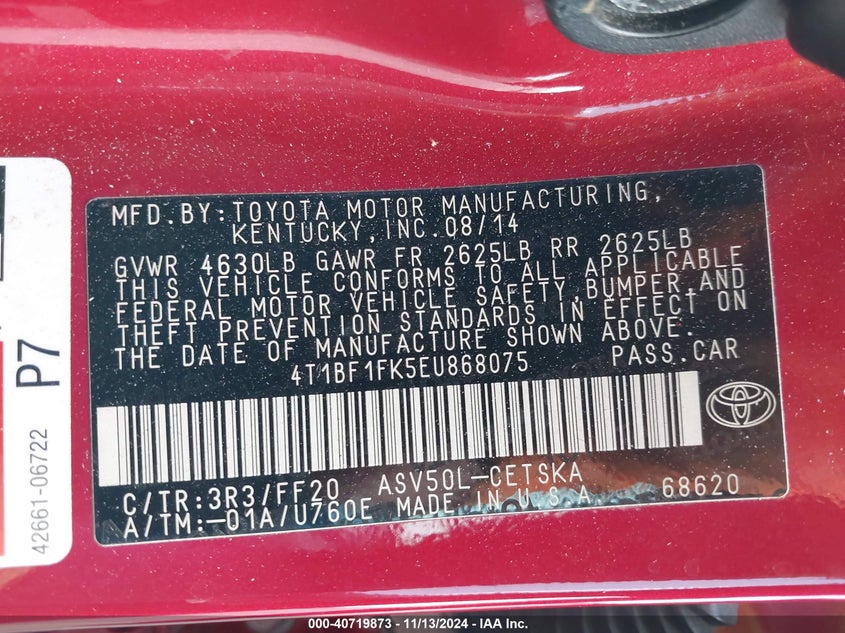 MFD.BY:TOYOTA MOTOR MANUFACTURING,
KENTUCKY,INC.08/14
GVWR 4630LB GAWR FR 2625LB RR 2625LB
THIS VEHICLE CONFORMS TO ALL APPLICABLE
FEDERAL MOTOR VEHICLE SAFETY,BUMPER,AND
THEFT PREVENTION STANDARDS IN EFFECT ON
THE DATE OF MANUFACTURE SHOWN ABOVE.
4T1BF1FK5EU868075 PASS.CAR
C/TR:3R3/FF20 ASV50L-CETSKA
A/TM:-01A/U760E MADE IN U.S.A 68620
P7
42661-06722
000-40719873 - 11/13/2024 - IAA Inc.